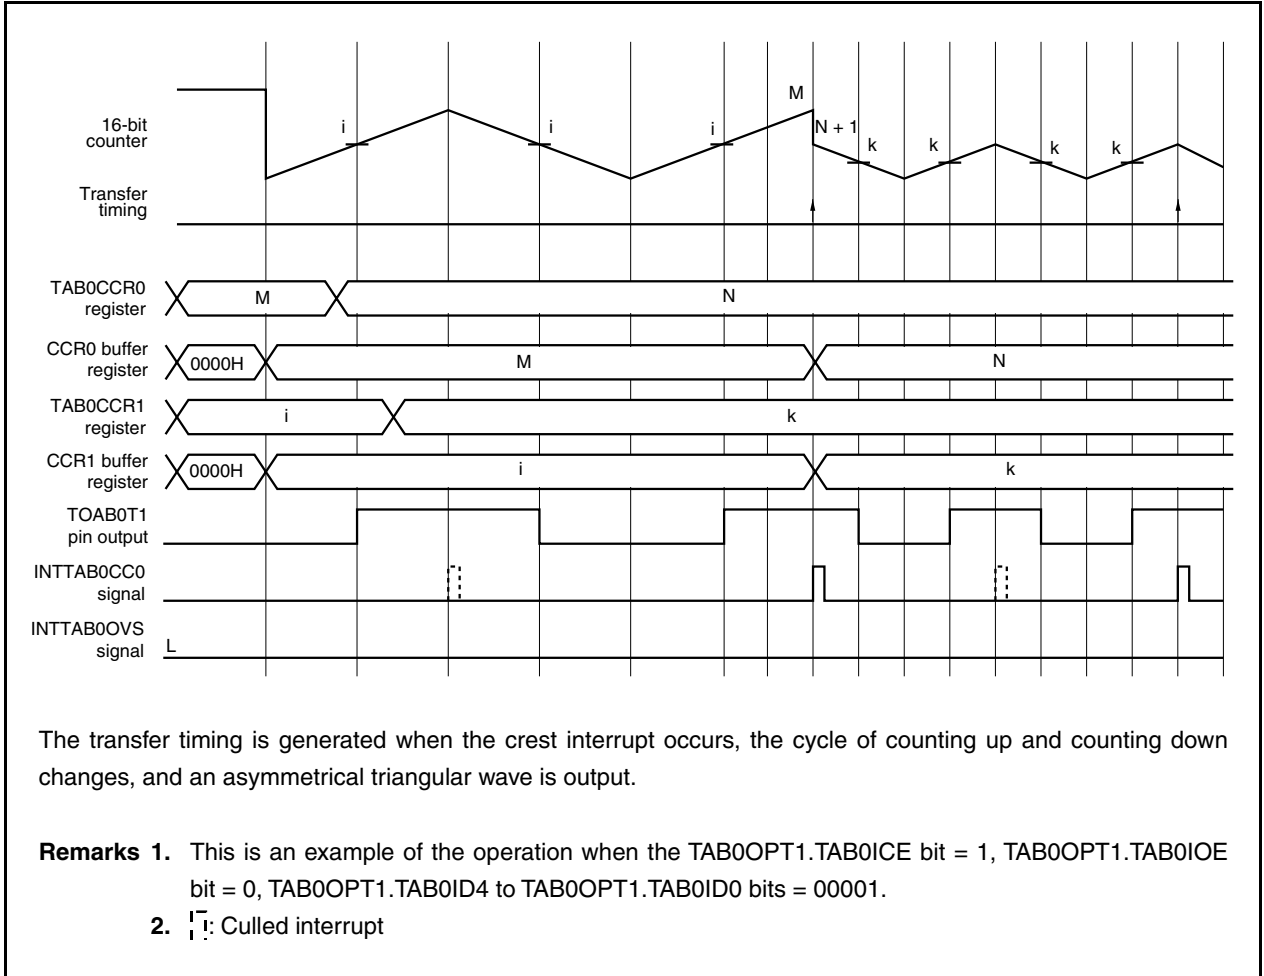 M
i i i N + 1 k k k k
16-bit
counter
Transfer
timing
TAB0CCR0
register
M N
CCR0 buffer
register
0000H M N
TAB0CCR1
register
i k
CCR1 buffer
register
0000H i k
TOAB0T1
pin output
INTTAB0CC0
signal
INTTAB0OVS
signal
L
The transfer timing is generated when the crest interrupt occurs, the cycle of counting up and counting down
changes, and an asymmetrical triangular wave is output.
Remarks 1. This is an example of the operation when the TAB0OPT1.TAB0ICE bit = 1, TAB0OPT1.TAB0IOE
bit = 0, TAB0OPT1.TAB0ID4 to TAB0OPT1.TAB0ID0 bits = 00001.
2. : Culled interrupt